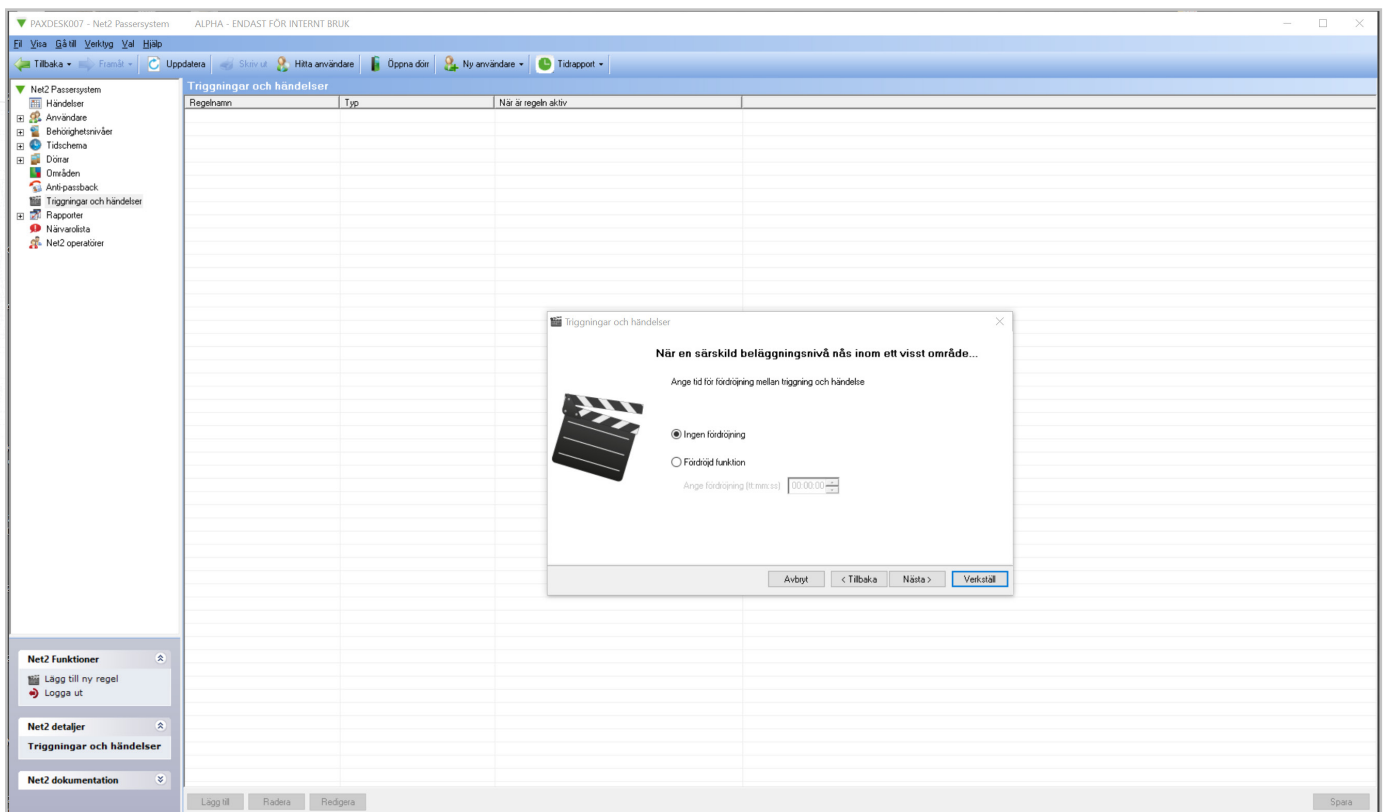 PAXDESK007 - Net2 Passersystem ALPHA - ENDAST FÖR INTERNT BRUK
Fil Visa Gå till Verktyg Val Hjälp
Tillbaka Framåt Uppdatera Skriv ut Hitta användare Öppna dörr Ny användare Tidrapport
Net2 Passersystem
Händelser
Användare
Behörighetsnivåer
Tidschema
Dörrar
Områden
Anti-passback
Triggningar och händelser
Rapporter
Närvarolista
Net2 operatörer
Triggningar och händelser
Regelnamn Typ När är regeln aktiv
Triggningar och händelser
När en särskild beläggningsnivå nås inom ett visst område...
Ange tid för fördröjning mellan triggning och händelse
Ingen fördröjning
Fördröjd funktion
Ange fördröjning (tt:mm:ss) 00:00:00
Avbryt < Tillbaka Nästa > Verkställ
Net2 Funktioner
Lägg till ny regel
Logga ut
Net2 detaljer
Triggningar och händelser
Net2 dokumentation
Lägg till Radera Redigera Spara